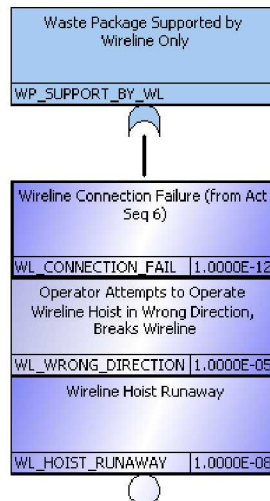 Waste Package Supported by
Wireline Only
WP_SUPPORT_BY_WL
Wireline Connection Failure (from Act
Seq 6)
WL_CONNECTION_FAIL 1.0000E-12
Operator Attempts to Operate
Wireline Hoist in Wrong Direction,
Breaks Wireline
WL_WRONG_DIRECTION 1.0000E-05
Wireline Hoist Runaway
WL_HOIST_RUNAWAY 1.0000E-08